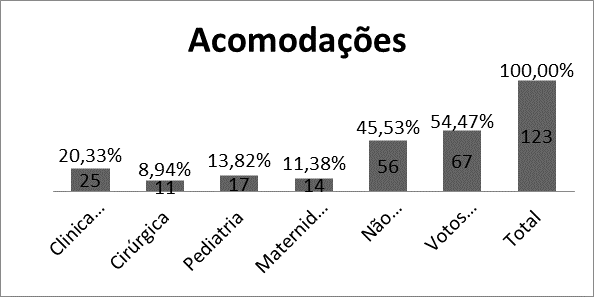 Acomodações
100,00%
54,47%
45,53%
20,33%
13,82%
11,38%
8,94%
25
11
17
14
56
67
123
Clinica...
Cirúrgica
Pediatria
Maternid...
Não...
Votos...
Total